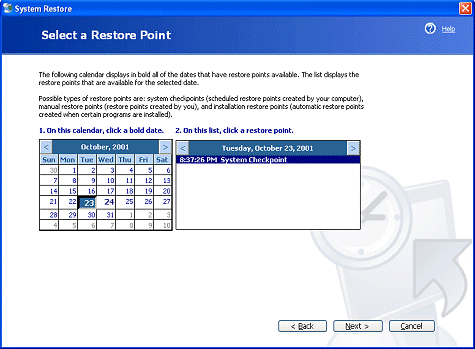 System Restore
Select a Restore Point
Help
The following calendar displays in bold all of the dates that have restore points available. The list displays the
restore points that are available for the selected date.
Possible types of restore points are: system checkpoints (scheduled restore points created by your computer),
manual restore points (restore points created by you), and installation restore points (automatic restore points
created when certain programs are installed).
1. On this calendar, click a bold date.
2. On this list, click a restore point.
< October, 2001 >
Sun Mon Tue Wed Thu Fri Sat
30 1 2 3 4 5 6
7 8 9 10 11 12 13
14 15 16 17 18 19 20
21 22 23 24 25 26 27
28 29 30 31 1 2 3
4 5 6 7 8 9 10
< Tuesday, October 23, 2001 >
8:37:26 PM System Checkpoint
< Back
Next >
Cancel